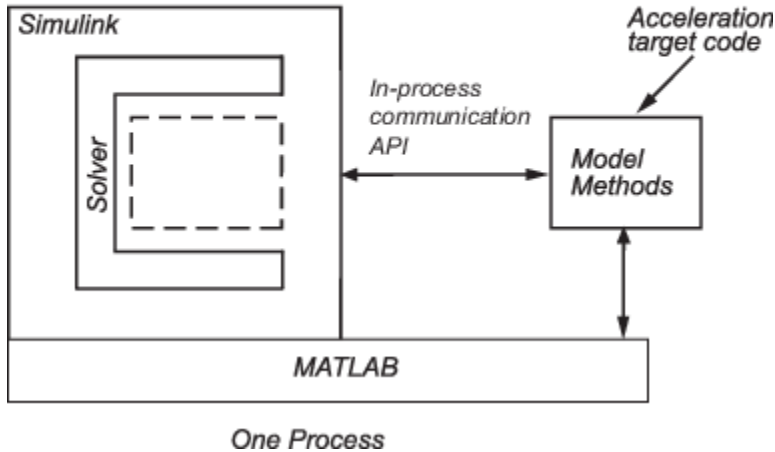 Simulink
Acceleration
target code
In-process
communication
API
Solver
Model
Methods
MATLAB
One Process